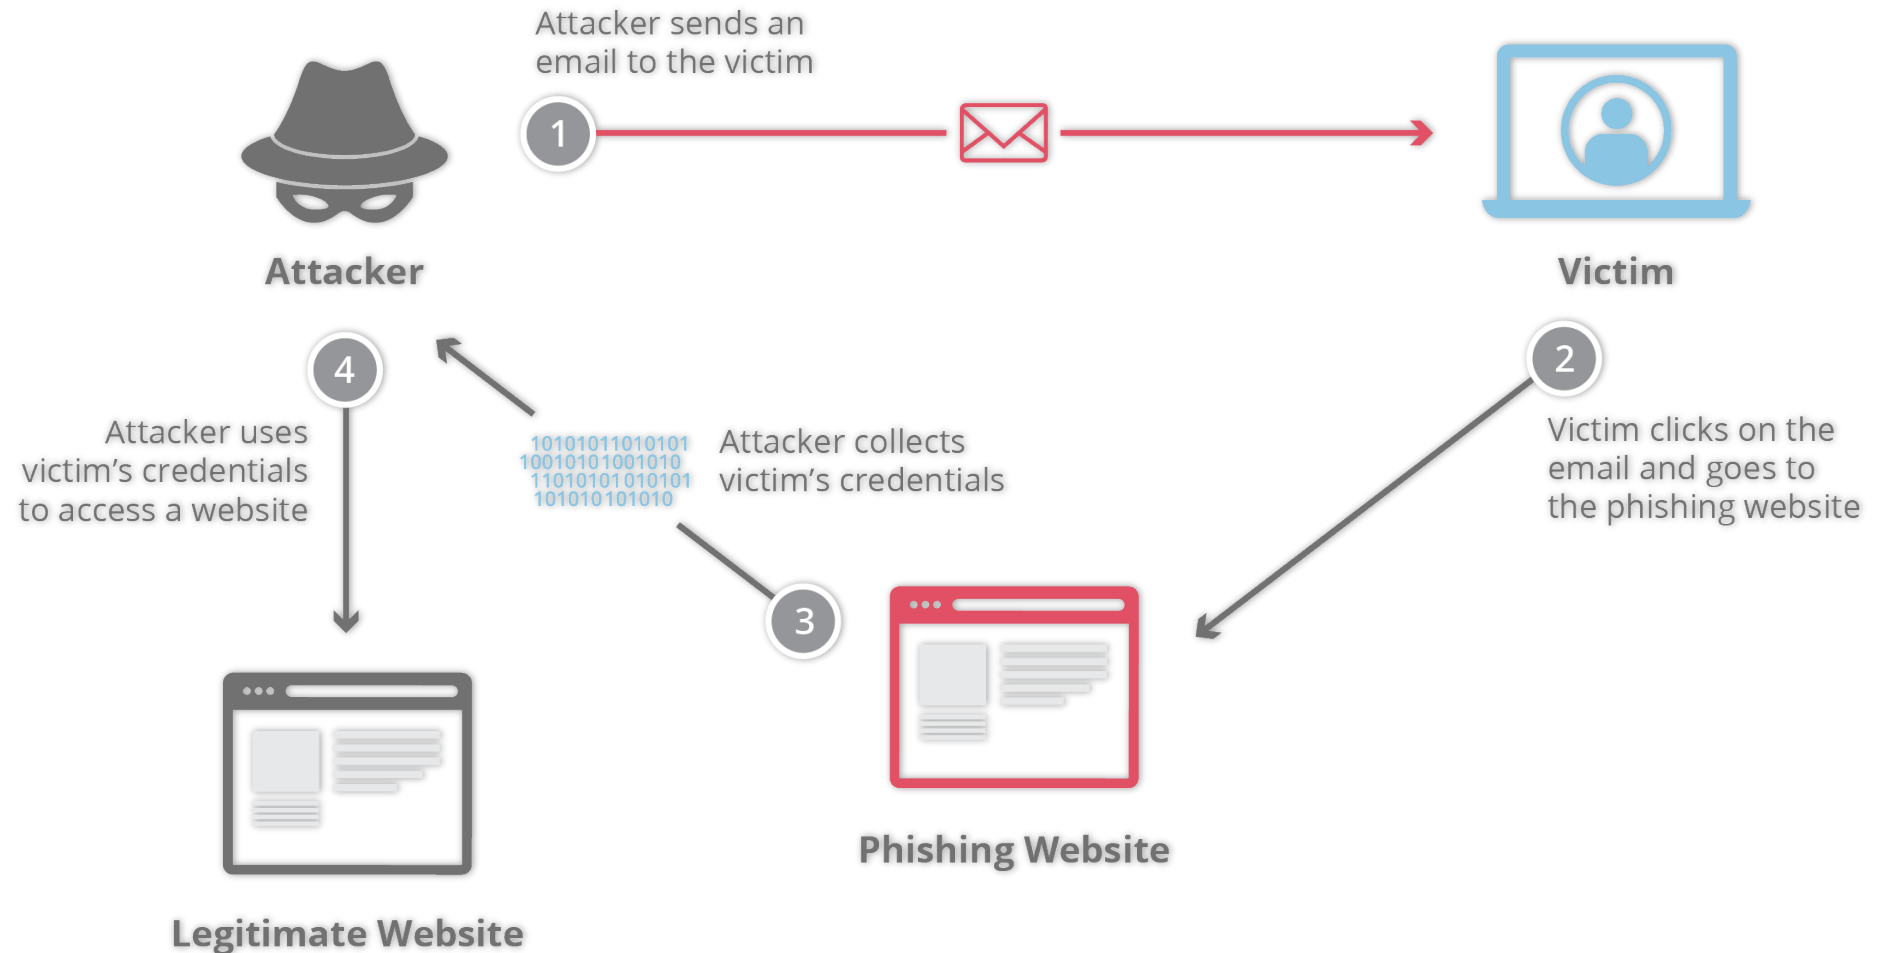 Attacker sends an
email to the victim
1
Attacker
Victim
4
2
Attacker uses
victim's credentials
to access a website
10101011010101
10010101001010
11010101010101
101010101010
Attacker collects
victim's credentials
Victim clicks on the
email and goes to
the phishing website
3
Phishing Website
Legitimate Website